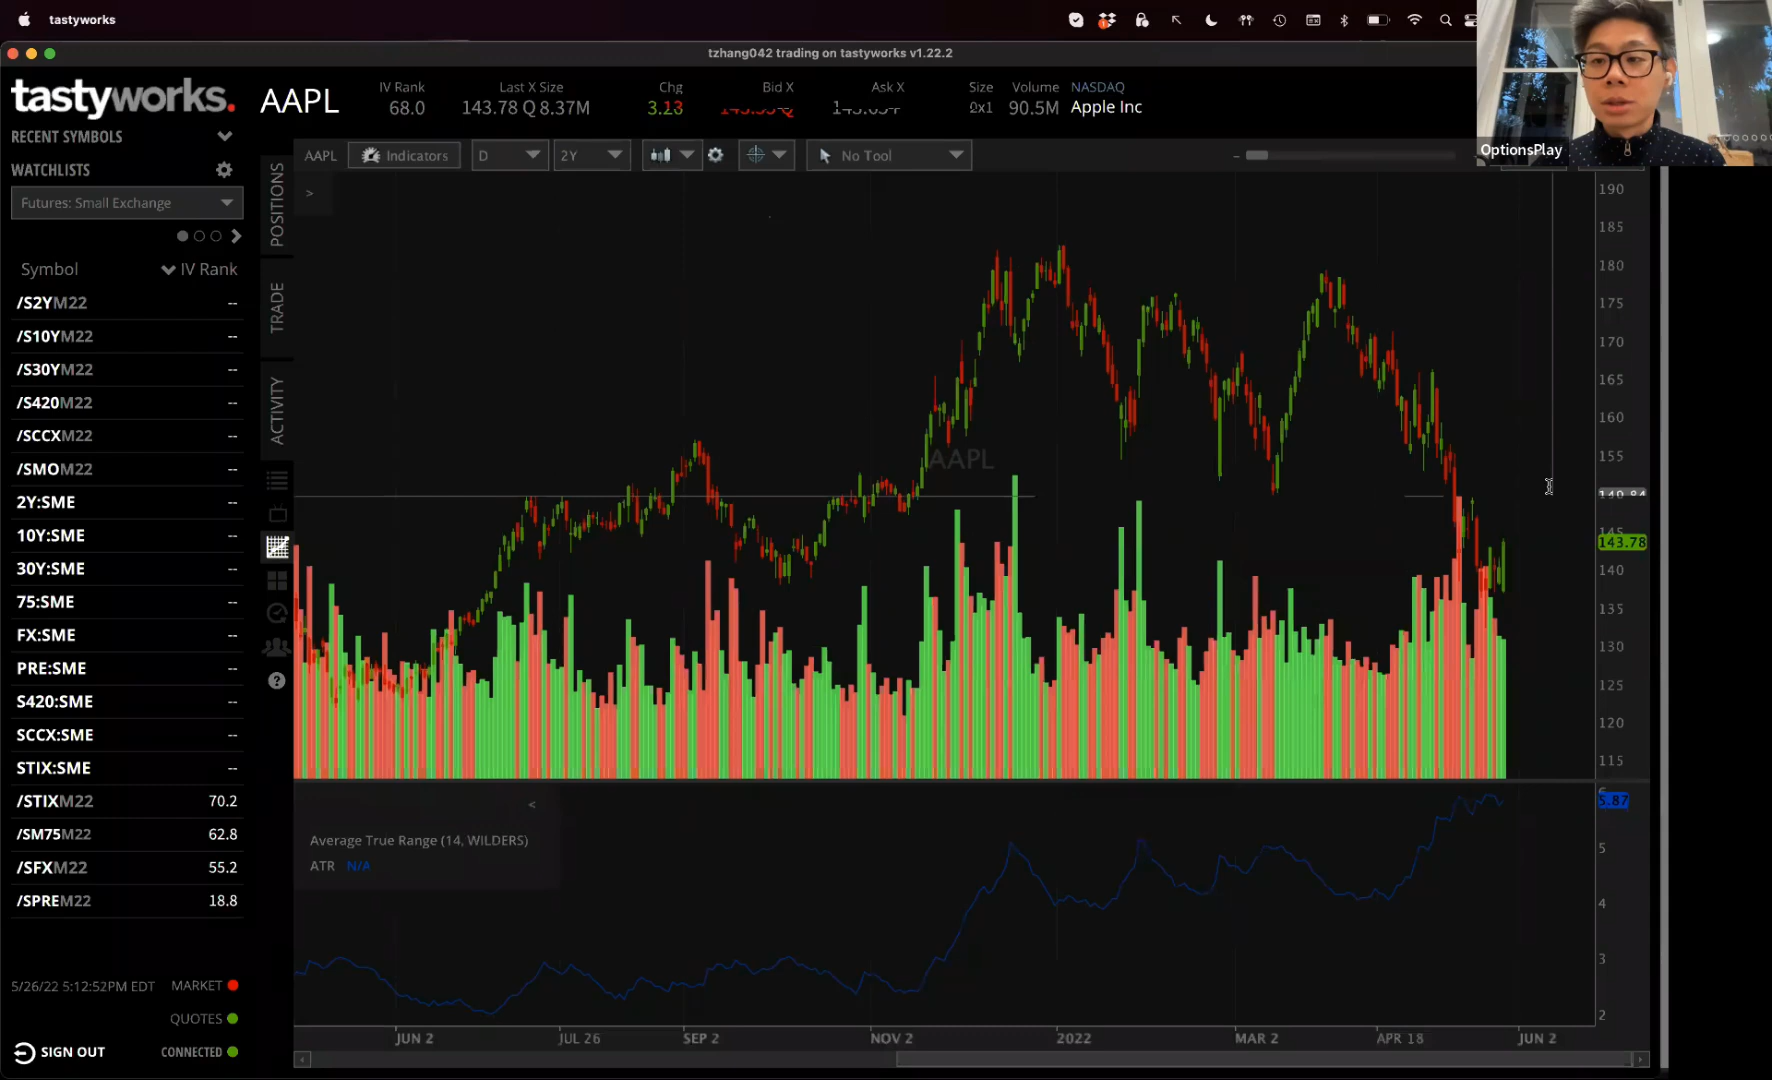 tastyworks
tzhang042 trading on tastyworks v1.22.2
OptionsPlay
tastyworks.
AAPL
IV Rank
68.0
Last X Size
143.78 Q 8.37M
Chg
Bid X
Ask X
Size
Volume
90.5M
NASDAQ
Apple Inc
RECENT SYMBOLS
WATCHLISTS
Futures: Small Exchange
Symbol
IV Rank
/S2YM22 --
/S10YM22 --
/S30YM22 --
/S420M22 --
/SCCXM22 --
/SMOM22 --
2Y:SME --
10Y:SME --
30Y:SME --
75:SME --
FX:SME --
PRE:SME --
S420:SME --
SCCX:SME --
STIX:SME --
/STIXM22 70.2
/SM75M22 62.8
/SFXM22 55.2
/SPREM22 18.8
5/26/22 5:12:52PM EDT
MARKET
QUOTES
SIGN OUT
CONNECTED
POSITIONS
TRADE
ACTIVITY
AAPL
Indicators
D
2Y
No Tool
>
AAPL
190
185
180
175
170
165
160
155
149.84
145
143.78
140
135
130
125
120
115
<
Average True Range (14, WILDERS)
ATR N/A
5.87
5
4
3
2
JUN 2
JUL 26
SEP 2
NOV 2
2022
MAR 2
APR 18
JUN 2